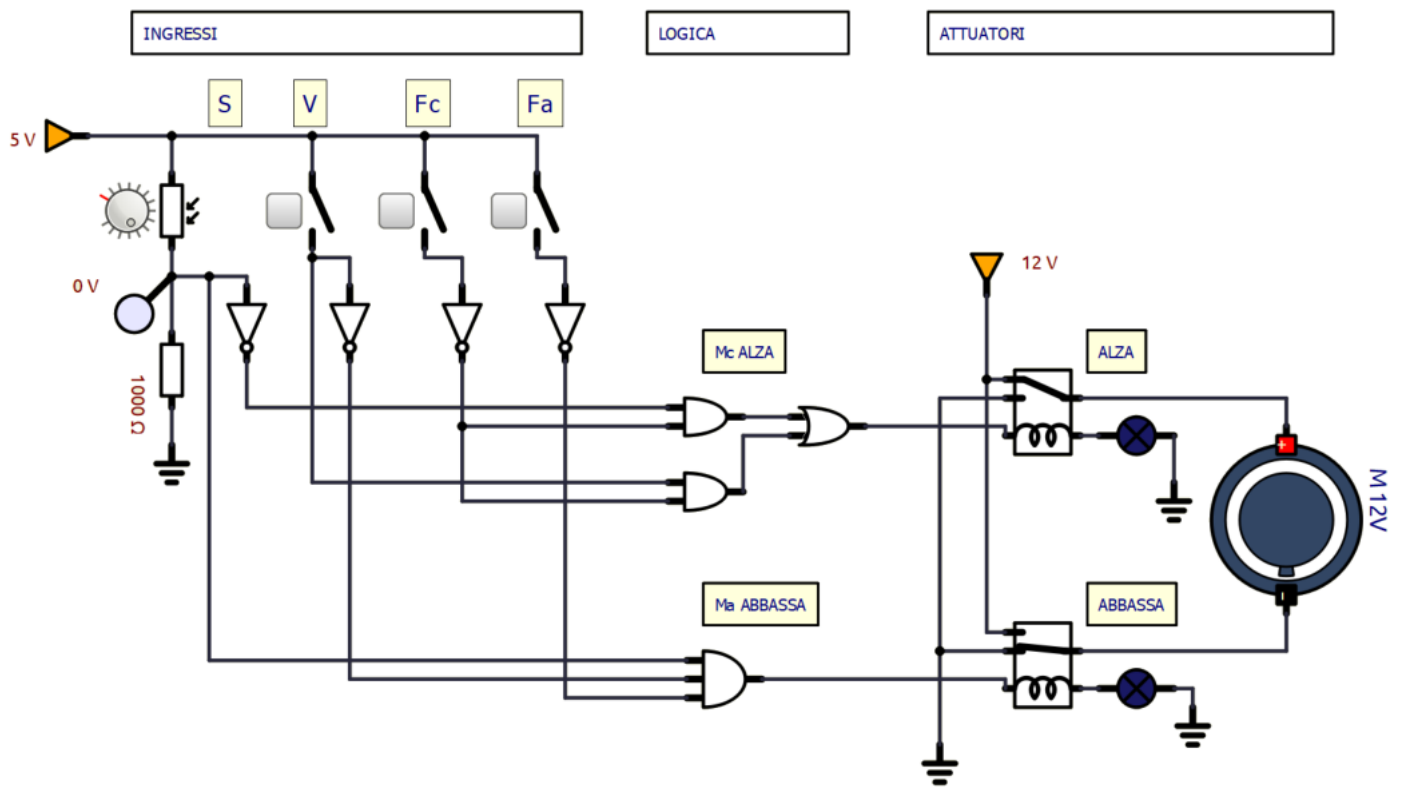 INGRESSI
LOGICA
ATTUATORI
S
V
Fc
Fa
5 V
12 V
0 V
Mc ALZA
ALZA
1000 Ω
+
M 12V
Ma ABBASSA
ABBASSA